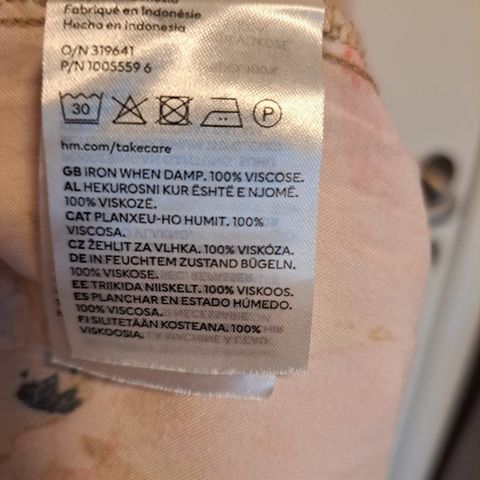 Fabriqué en Indonésie
Hecho en Indonesia
O/N 319641
P/N 1005559 6
30
P
hm.com/takecare
GB IRON WHEN DAMP. 100% VISCOSE.
AL HEKUROSNI KUR ËSHTË E NJOMË.
100% VISKOZË.
CAT PLANXEU-HO HUMIT. 100%
VISCOSA.
CZ ŽEHLIT ZA VLHKA. 100% VISKÓZA.
DE IN FEUCHTEM ZUSTAND BÜGELN.
100% VISKOSE.
EE TRIIKIDA NIISKELT. 100% VISKOOS.
ES PLANCHAR EN ESTADO HÚMEDO.
100% VISCOSA.
FI SILITETÄÄN KOSTEANA. 100%
VISKOOSIA.